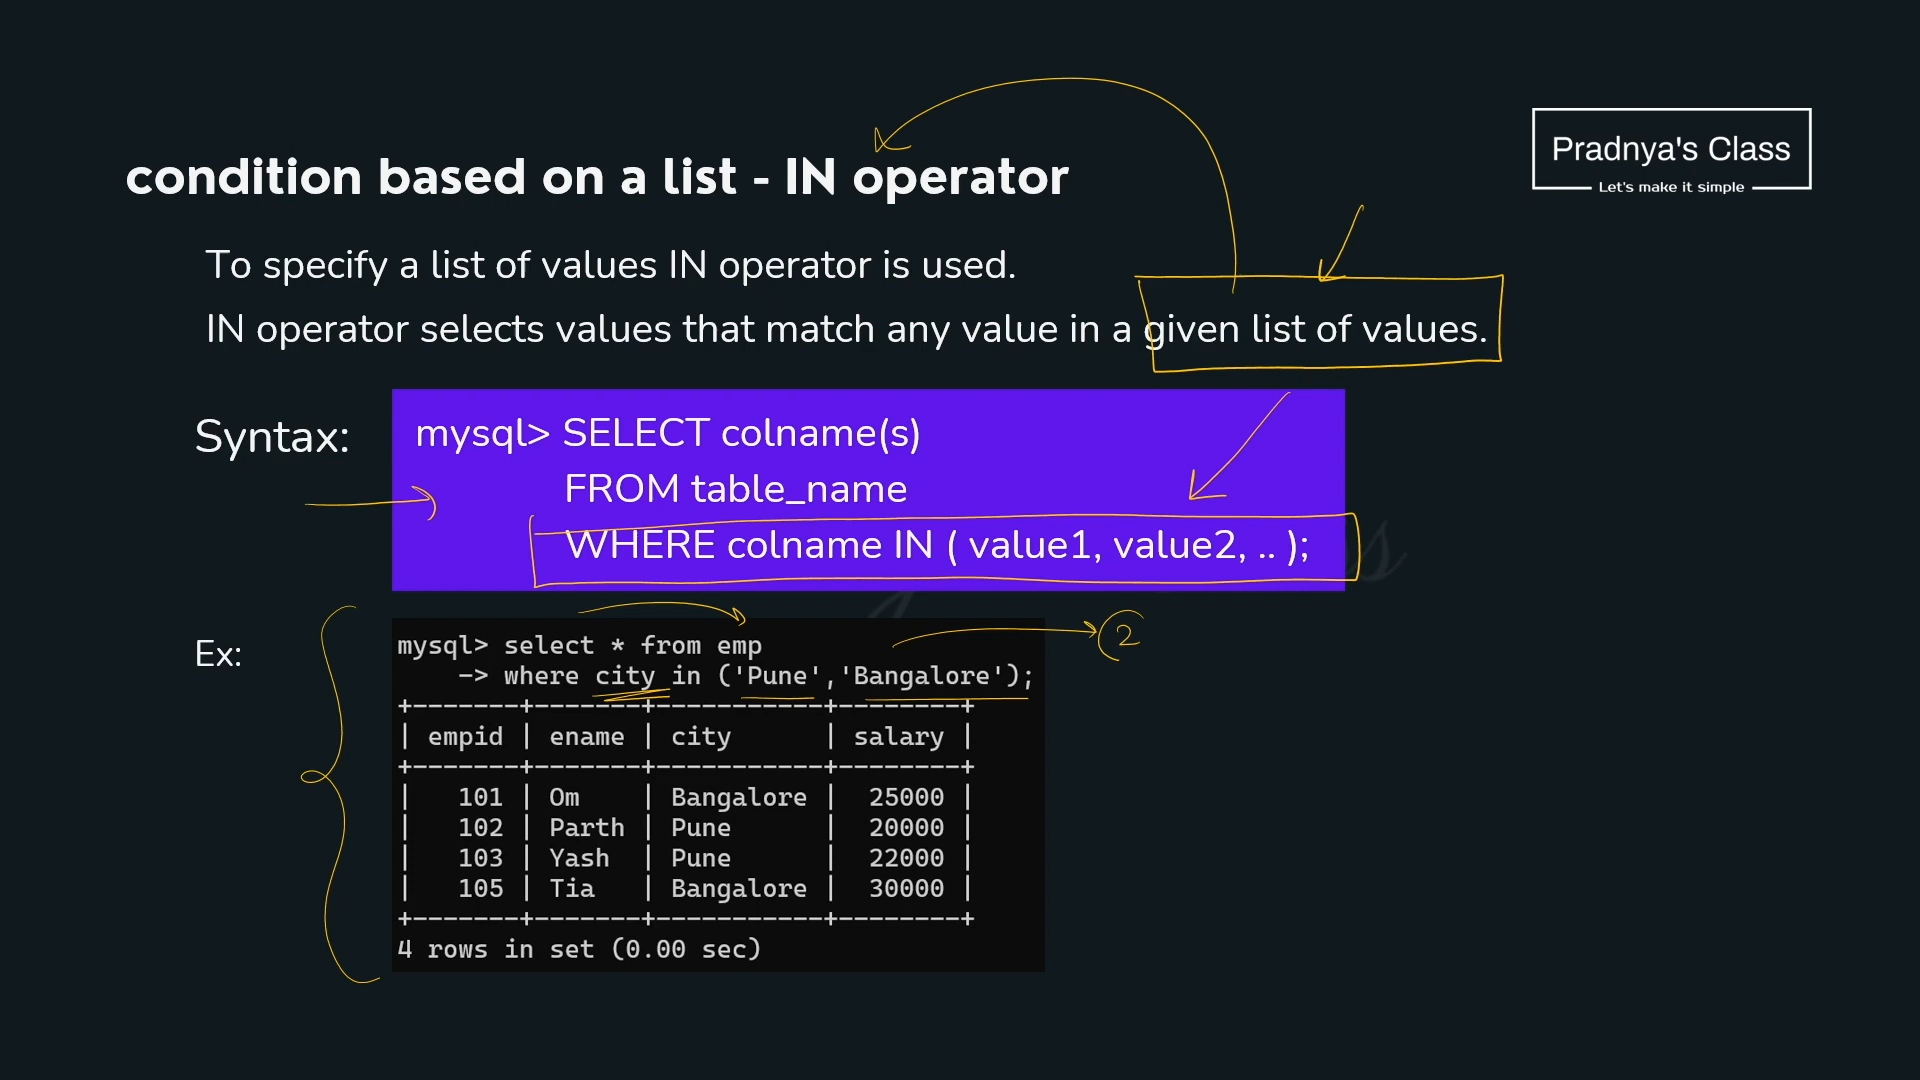 Pradnya's Class
Let's make it simple
condition based on a list - IN operator
To specify a list of values IN operator is used.
IN operator selects values that match any value in a given list of values.
Syntax:
mysql> SELECT colname(s)
FROM table_name
WHERE colname IN ( value1, value2, .. );
Ex:
mysql> select * from emp
-> where city in ('Pune','Bangalore');
2
+-------+-------+-----------+--------+
| empid | ename | city      | salary |
+-------+-------+-----------+--------+
|   101 | Om    | Bangalore |  25000 |
|   102 | Parth | Pune      |  20000 |
|   103 | Yash  | Pune      |  22000 |
|   105 | Tia   | Bangalore |  30000 |
+-------+-------+-----------+--------+
4 rows in set (0.00 sec)